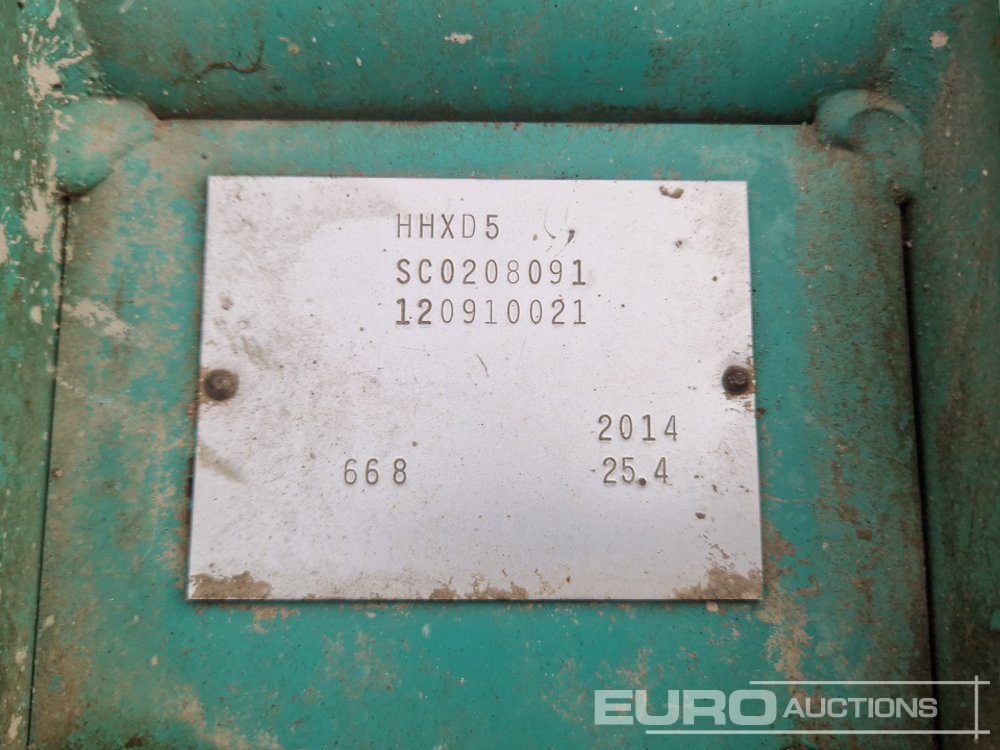 HHXD5
SC0208091
120910021
2014
668 25.4
EURO AUCTIONS